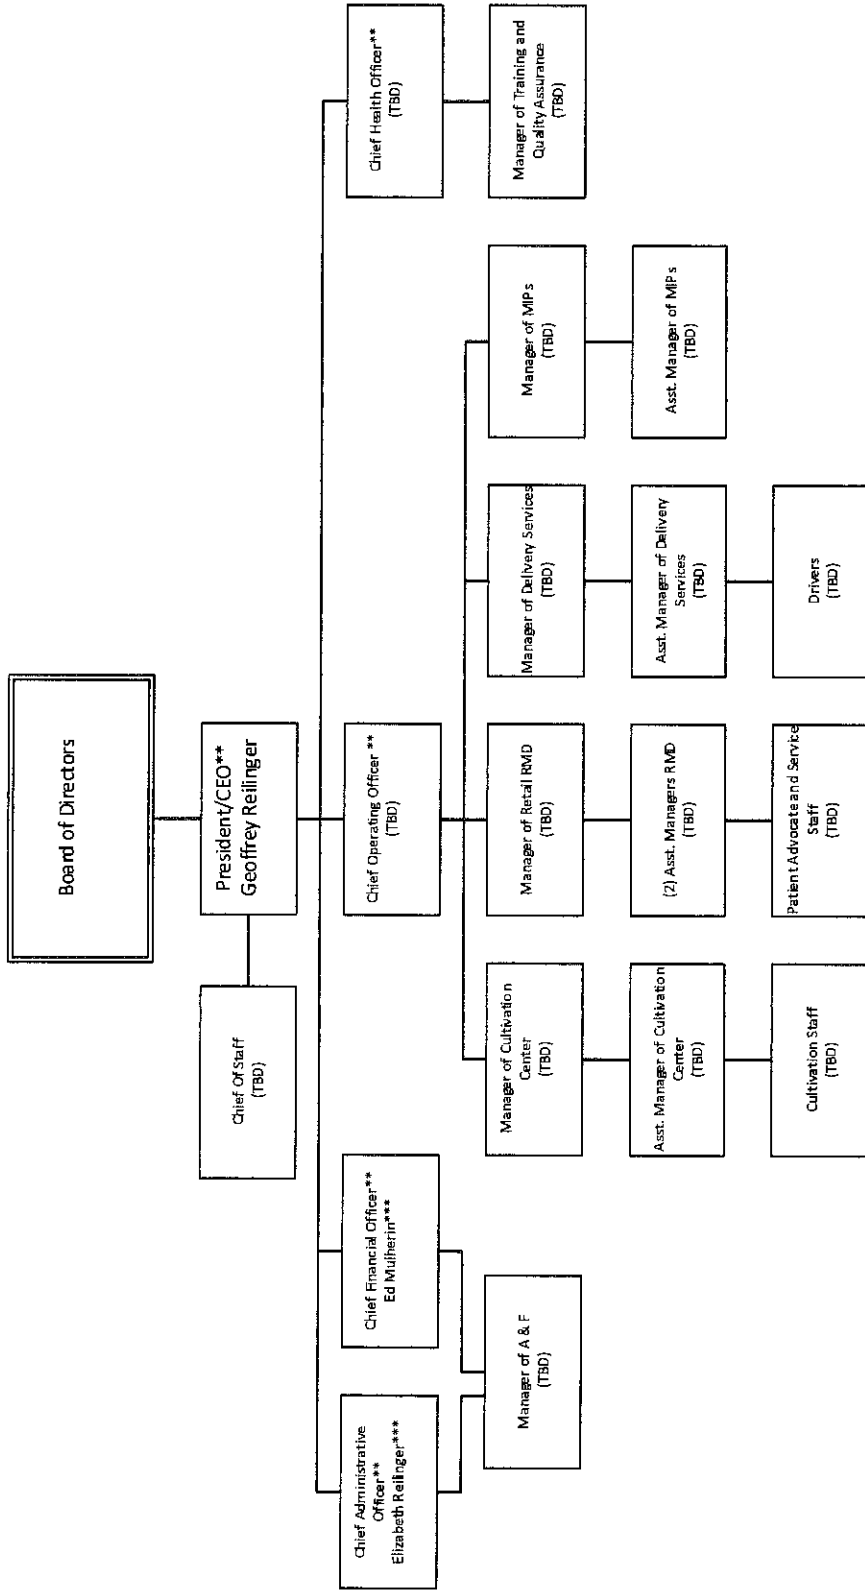 Board of Directors
President/CEO**
Geoffrey Reilinger
Chief Of Staff
(TBD)
Chief Administrative
Officer**
Elizabeth Reilinger***
Chief Financial Officer**
Ed Mulherin***
Chief Operating Officer **
(TBD)
Chief Health Officer**
(TBD)
Manager of A & F
(TBD)
Manager of Cultivation
Center
(TBD)
Manager of Retail RMD
(TBD)
Manager of Delivery Services
(TBD)
Manager of MIPs
(TBD)
Manager of Training and
Quality Assurance
(TBD)
Asst. Manager of Cultivation
Center
(TBD)
(2) Asst. Managers RMD
(TBD)
Asst. Manager of Delivery
Services
(TBD)
Asst. Manager of MIPs
(TBD)
Cultivation Staff
(TBD)
Patient Advocate and Service
Staff
(TBD)
Drivers
(TBD)